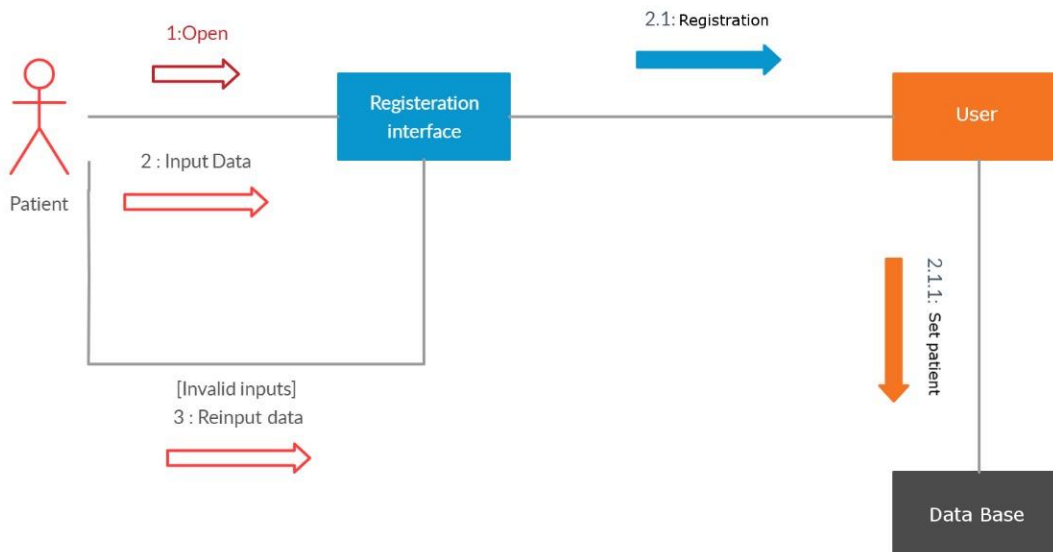 2.1: Registration
1:Open
Registeration
interface
User
2 : Input Data
Patient
2.1.1: Set patient
[Invalid inputs]
3 : Reinput data
Data Base